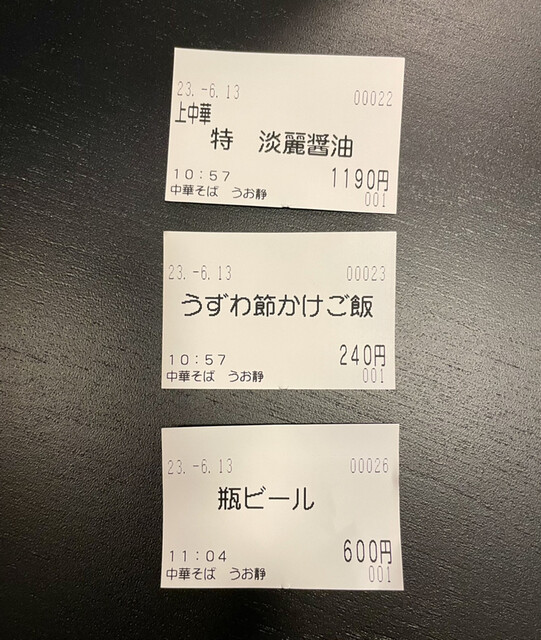 23.-6.13 00022
上中華
特 淡麗醤油
10:57 1190円
中華そば うお静 001
23.-6.13 00023
うずわ節かけご飯
10:57 240円
中華そば うお静 001
23.-6.13 00026
瓶ビール
11:04 600円
中華そば うお静 001